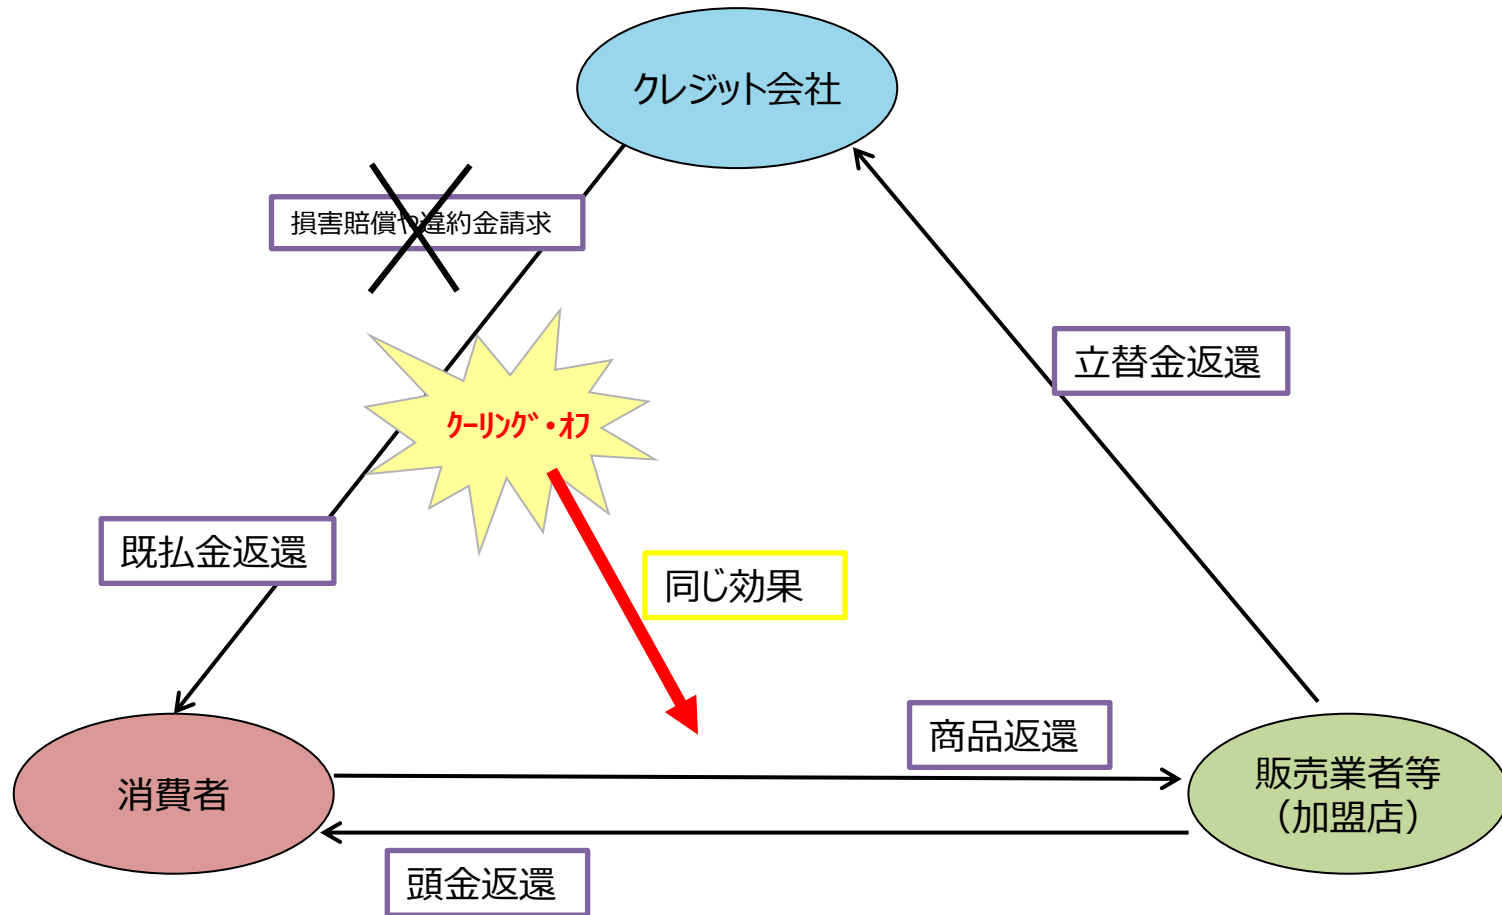 クレジット会社
損害賠償や違約金請求
立替金返還
ｸｰﾘﾝｸﾞ･ｵﾌ
既払金返還
同じ効果
商品返還
消費者
販売業者等
（加盟店）
頭金返還